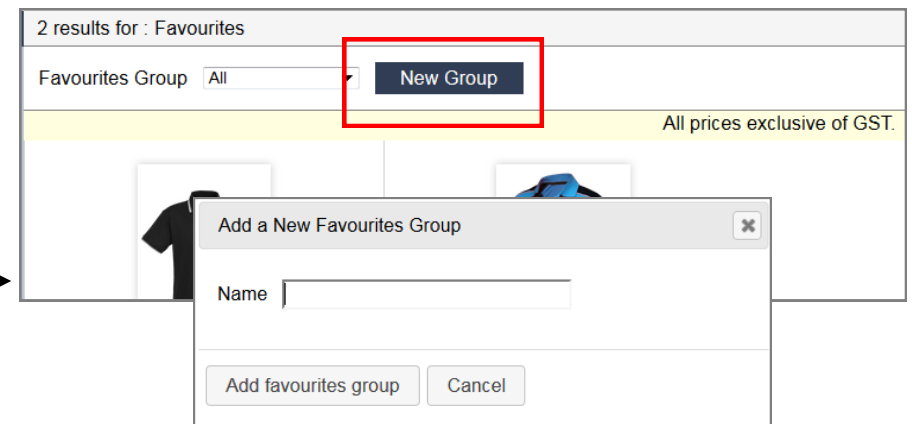 2 results for : Favourites
Favourites Group All New Group
All prices exclusive of GST.
Add a New Favourites Group
Name
Add favourites group Cancel